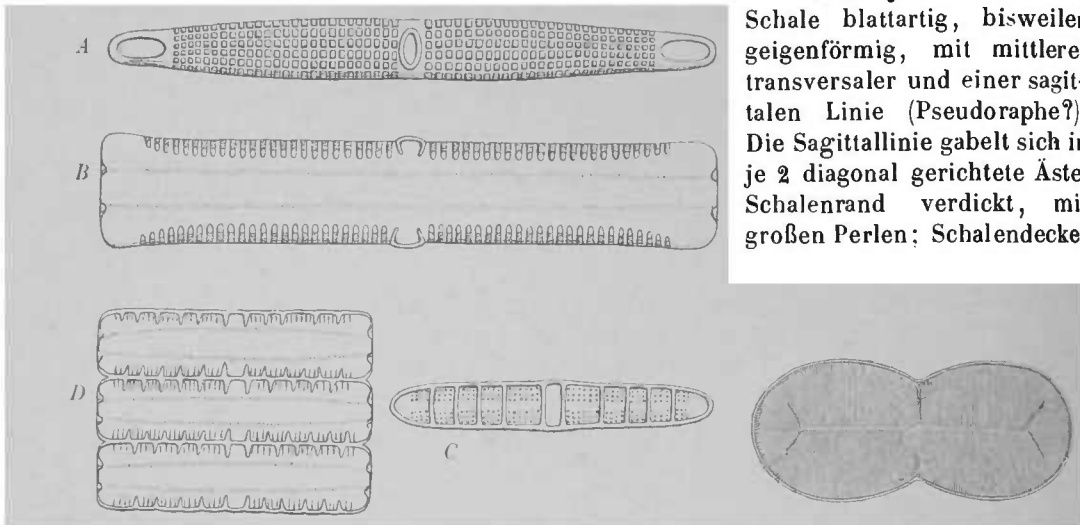 Schale blattartig, bisweilen
geigenförmig, mit mittlerer
transversaler und einer sagit-
talen Linie (Pseudoraphe?)
Die Sagittallinie gabelt sich in
je 2 diagonal gerichtete Äste
Schalenrand verdickt, mi
großen Perlen; Schalendecke
A
B
D
C